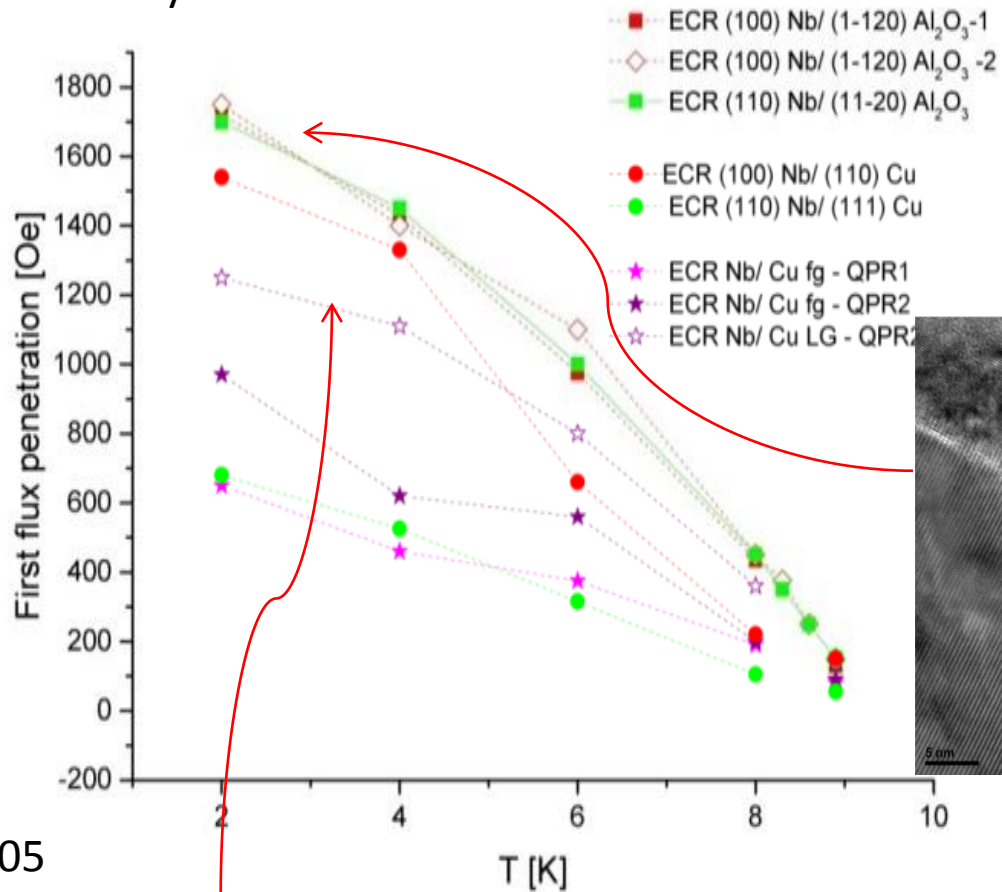 ECR (100) Nb/ (1-120) Al₂O₃-1
ECR (100) Nb/ (1-120) Al₂O₃ -2
ECR (110) Nb/ (11-20) Al₂O₃
ECR (100) Nb/ (110) Cu
ECR (110) Nb/ (111) Cu
ECR Nb/ Cu fg - QPR1
ECR Nb/ Cu fg - QPR2
ECR Nb/ Cu LG - QPR2
First flux penetration [Oe]
1800
1600
1400
1200
1000
800
600
400
200
0
-200
2
4
6
8
10
T [K]
5 nm
05